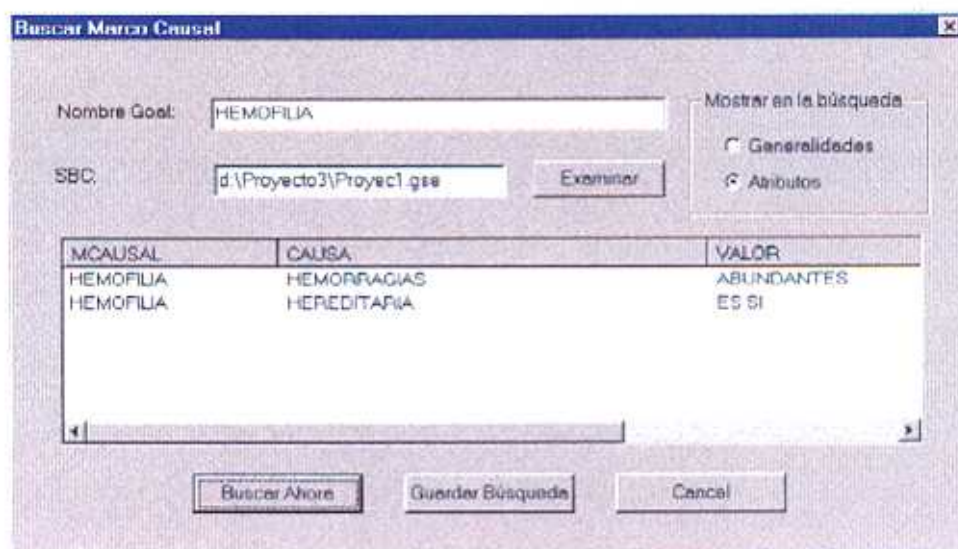 Buscar Marco Causal
Nombre Goal: HEMOFILIA
Mostrar en la búsqueda
Generalidades
SBC: d:\Proyecto3\Proyec1.gse Examinar
Atributos
MCAUSAL CAUSA VALOR
HEMOFILIA HEMORRAGIAS ABUNDANTES
HEMOFILIA HEREDITARIA ES SI
Buscar Ahora Guardar Búsqueda Cancel